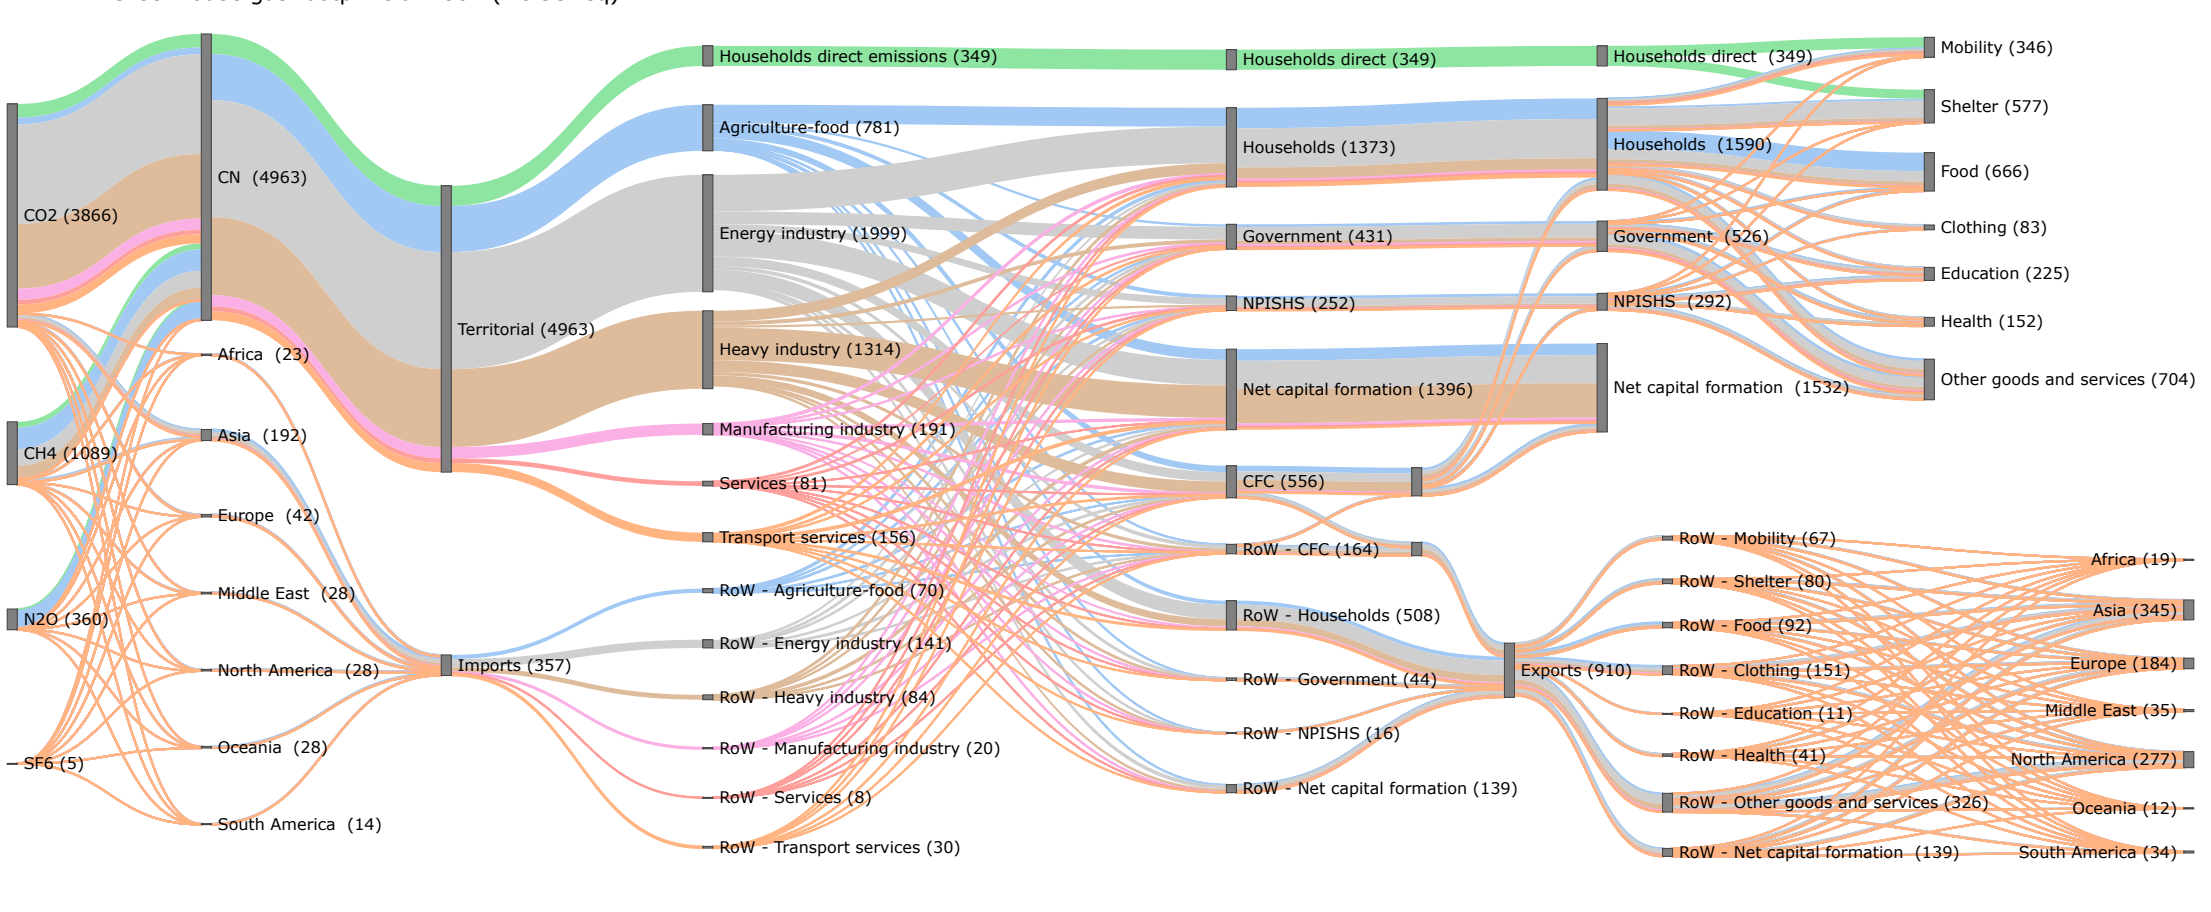 CO2 (3866)
CH4 (1089)
N2O (360)
SF6 (5)
CN  (4963)
Africa  (23)
Asia  (192)
Europe  (42)
Middle East  (28)
North America  (28)
Oceania  (28)
South America  (14)
Territorial (4963)
Imports (357)
Households direct emissions (349)
Agriculture-food (781)
Energy industry (1999)
Heavy industry (1314)
Manufacturing industry (191)
Services (81)
Transport services (156)
RoW - Agriculture-food (70)
RoW - Energy industry (141)
RoW - Heavy industry (84)
RoW - Manufacturing industry (20)
RoW - Services (8)
RoW - Transport services (30)
Households direct (349)
Households (1373)
Government (431)
NPISHS (252)
Net capital formation (1396)
CFC (556)
RoW - CFC (164)
RoW - Households (508)
RoW - Government (44)
RoW - NPISHS (16)
RoW - Net capital formation (139)
Exports (910)
Households direct  (349)
Households  (1590)
Government  (526)
NPISHS  (292)
Net capital formation  (1532)
RoW - Mobility (67)
RoW - Shelter (80)
RoW - Food (92)
RoW - Clothing (151)
RoW - Education (11)
RoW - Health (41)
RoW - Other goods and services (326)
RoW - Net capital formation  (139)
Mobility (346)
Shelter (577)
Food (666)
Clothing (83)
Education (225)
Health (152)
Other goods and services (704)
Africa (19)
Asia (345)
Europe (184)
Middle East (35)
North America (277)
Oceania (12)
South America (34)